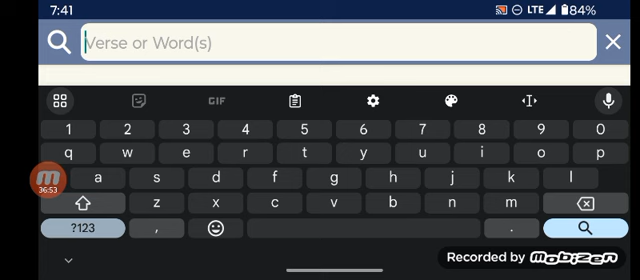 7:41 LTE 84%
Verse or Word(s)
GIF
1 2 3 4 5 6 7 8 9 0
q w e r t y u i o p
a s d f g h j k l
36:53
z x c v b n m
?123 , .
Recorded by Mobizen